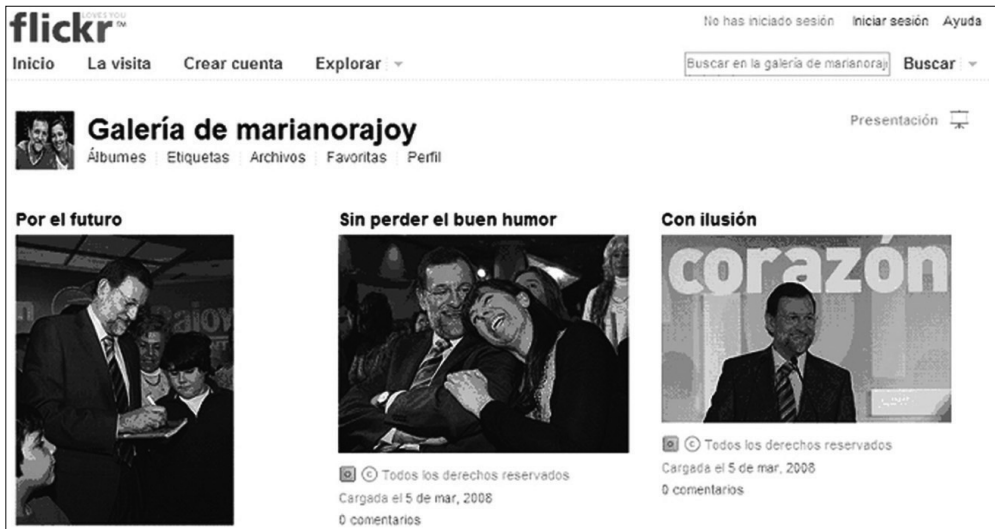 flickr LOVES YOU TM
No has iniciado sesión Iniciar sesión Ayuda
Inicio La visita Crear cuenta Explorar
Buscar en la galería de marianoraj Buscar
Galería de marianorajoy
Presentación
Álbumes Etiquetas Archivos Favoritas Perfil
Por el futuro
Sin perder el buen humor
Con ilusión
Rajoy
corazón
Todos los derechos reservados
Cargada el 5 de mar, 2008
0 comentarios
Todos los derechos reservados
Cargada el 5 de mar, 2008
0 comentarios